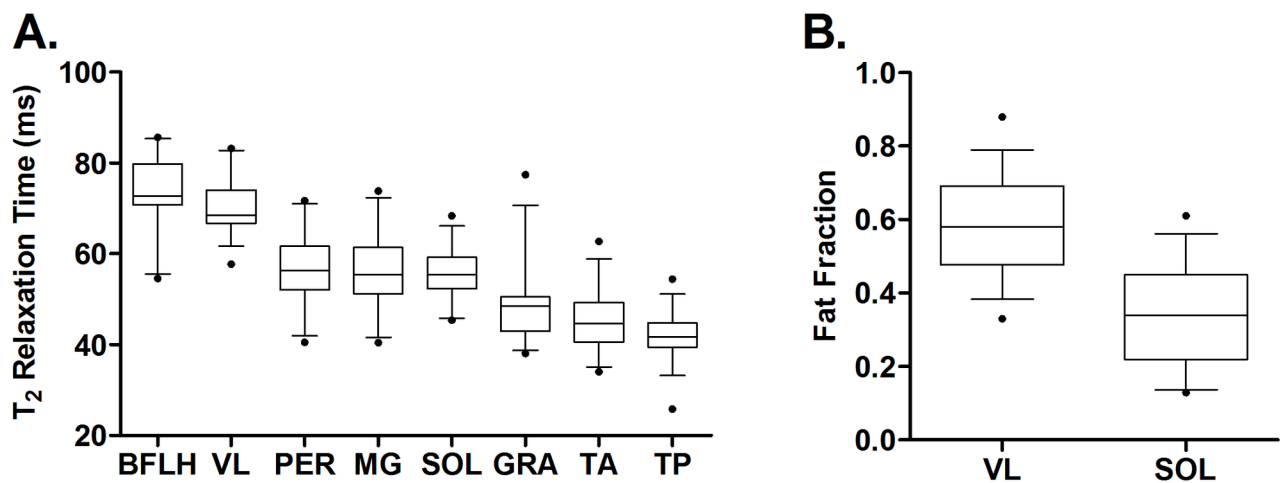 A.
T₂ Relaxation Time (ms)
100
80
60
40
20
BFLH VL PER MG SOL GRA TA TP
B.
Fat Fraction
1.0
0.8
0.6
0.4
0.2
0.0
VL SOL